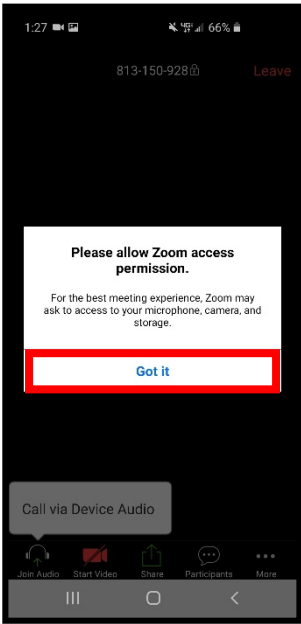 1:27 66%
813-150-928 Leave
Please allow Zoom access
permission.
For the best meeting experience, Zoom may
ask to access to your microphone, camera, and
storage.
Got it
Call via Device Audio
Join Audio Start Video Share Participants More